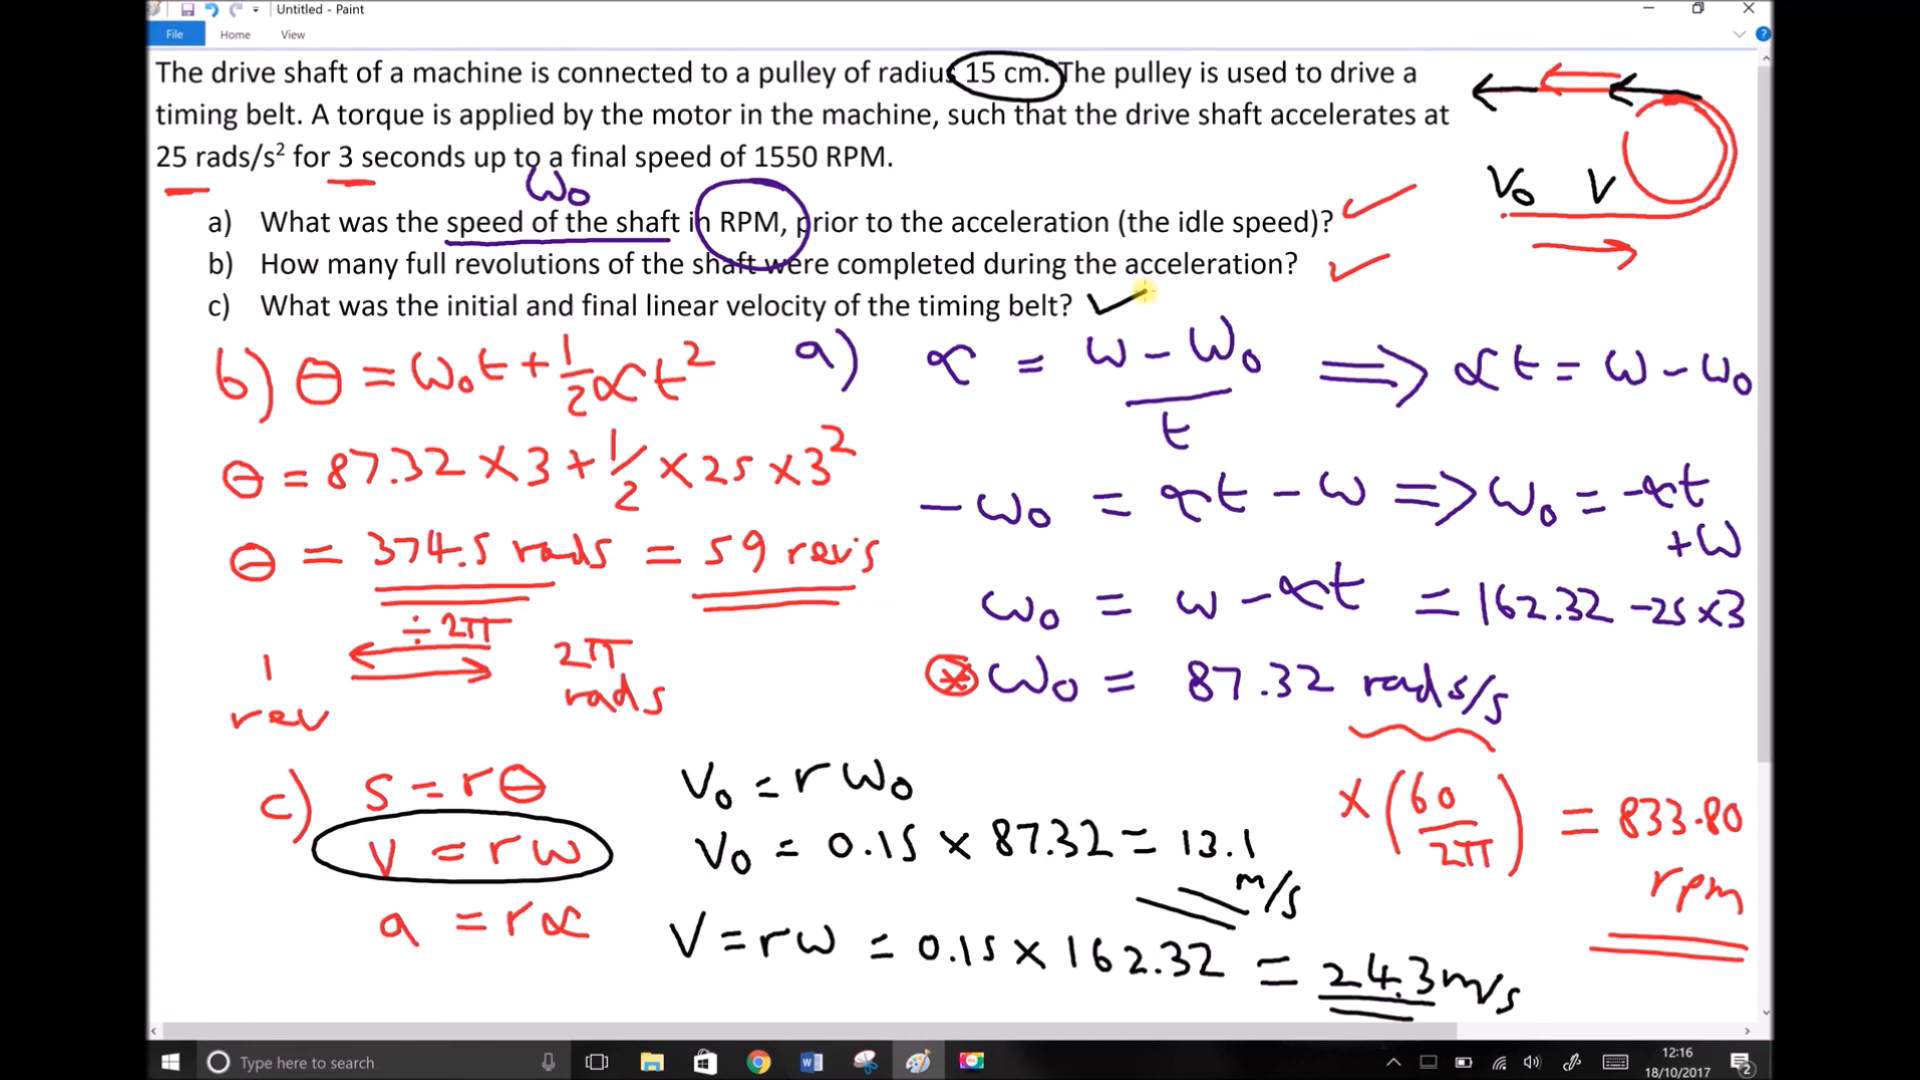 Untitled - Paint
File Home View
The drive shaft of a machine is connected to a pulley of radius 15 cm. The pulley is used to drive a
timing belt. A torque is applied by the motor in the machine, such that the drive shaft accelerates at
25 rads/s² for 3 seconds up to a final speed of 1550 RPM.
ω₀
V₀ V
a) What was the speed of the shaft in RPM, prior to the acceleration (the idle speed)?
b) How many full revolutions of the shaft were completed during the acceleration?
c) What was the initial and final linear velocity of the timing belt?
b) θ = ω₀t + 1/2 αt²
θ = 87.32 × 3 + 1/2 × 25 × 3²
θ = 374.5 rads = 59 rev's
÷ 2π
1 rev
2π rads
a) α = ω - ω₀ / t ⟹ αt = ω - ω₀
-ω₀ = αt - ω => ω₀ = -αt + ω
ω₀ = ω - αt = 162.32 - 25 × 3
* ω₀ = 87.32 rads/s
× (60 / 2π) = 833.80 rpm
c) s = rθ
v = rω
a = rα
V₀ = rω₀
V₀ = 0.15 × 87.32 = 13.1 m/s
V = rω = 0.15 × 162.32 = 24.3 m/s
Type here to search
12:16
18/10/2017
2